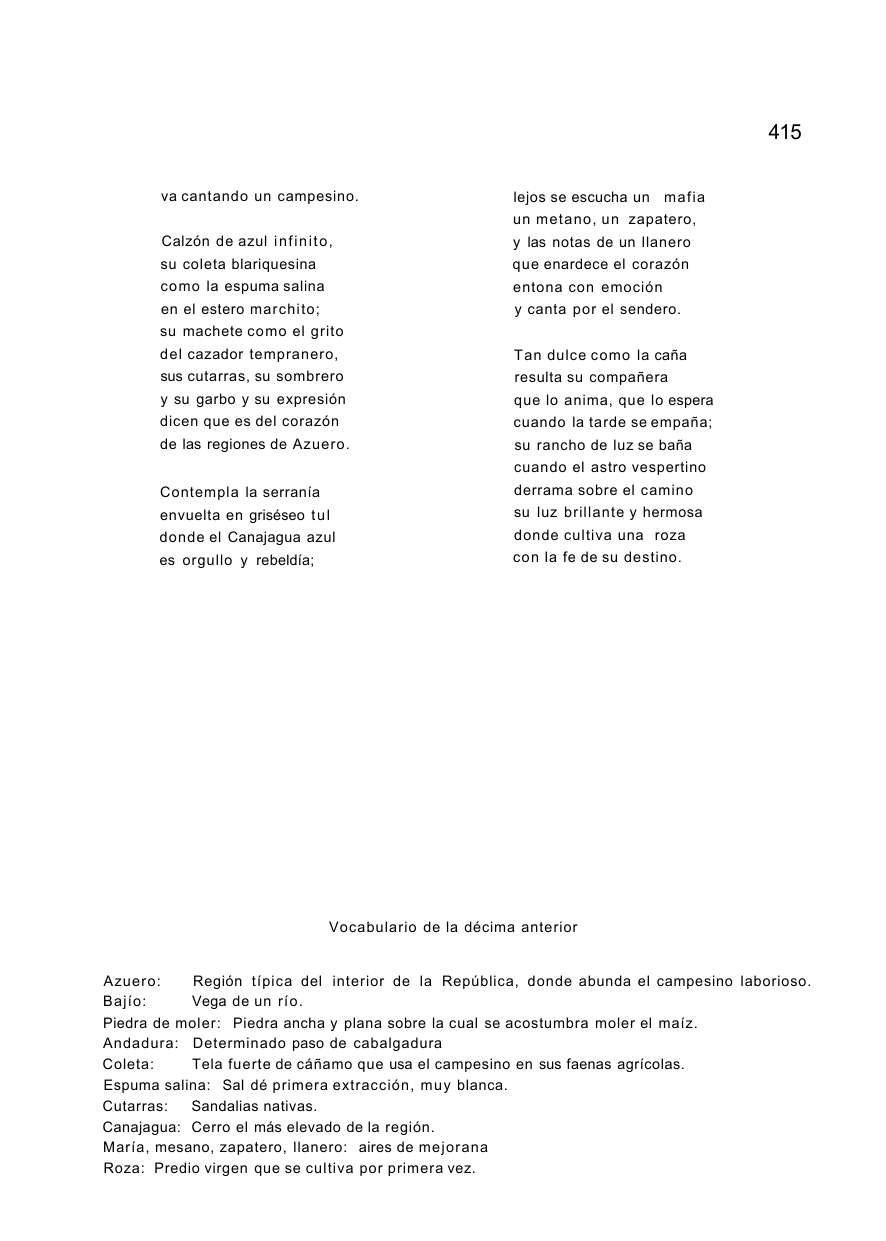 415
va cantando un campesino.
Calzón de azul infinito,
su coleta blariquesina
como la espuma salina
en el estero marchito;
su machete como el grito
del cazador tempranero,
sus cutarras, su sombrero
y su garbo y su expresión
dicen que es del corazón
de las regiones de Azuero.
Contempla la serranía
envuelta en griséseo tul
donde el Canajagua azul
es orgullo y rebeldía;
lejos se escucha un mafia
un metano, un zapatero,
y las notas de un llanero
que enardece el corazón
entona con emoción
y canta por el sendero.
Tan dulce como la caña
resulta su compañera
que lo anima, que lo espera
cuando la tarde se empaña;
su rancho de luz se baña
cuando el astro vespertino
derrama sobre el camino
su luz brillante y hermosa
donde cultiva una roza
con la fe de su destino.
Vocabulario de la décima anterior
Azuero: Región típica del interior de la República, donde abunda el campesino laborioso.
Bajío: Vega de un río.
Piedra de moler: Piedra ancha y plana sobre la cual se acostumbra moler el maíz.
Andadura: Determinado paso de cabalgadura
Coleta: Tela fuerte de cáñamo que usa el campesino en sus faenas agrícolas.
Espuma salina: Sal dé primera extracción, muy blanca.
Cutarras: Sandalias nativas.
Canajagua: Cerro el más elevado de la región.
María, mesano, zapatero, llanero: aires de mejorana
Roza: Predio virgen que se cultiva por primera vez.